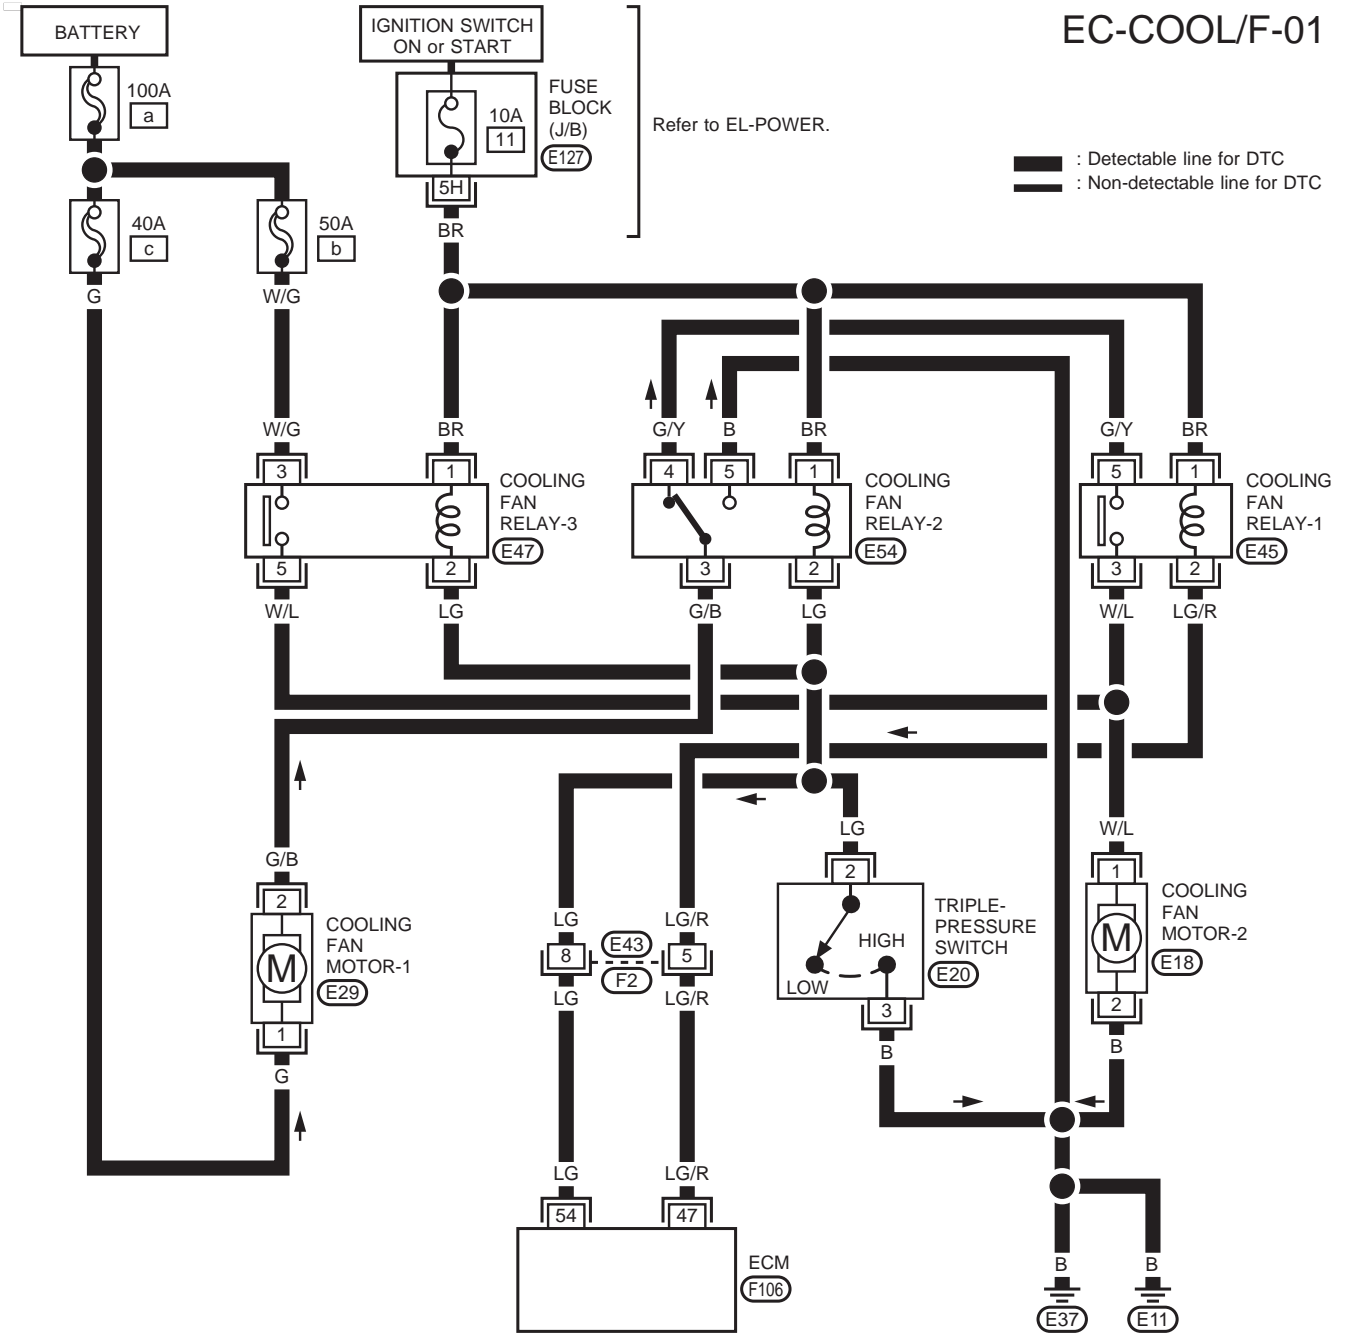 EC-COOL/F-01
BATTERY
IGNITION SWITCH
ON or START
100A
a
10A
11
FUSE
BLOCK
(J/B)
E127
Refer to EL-POWER.
: Detectable line for DTC
: Non-detectable line for DTC
5H
BR
40A
c
50A
b
G
W/G
W/G
BR
G/Y
B
BR
G/Y
BR
3
1
4
5
1
5
1
COOLING
FAN
RELAY-3
E47
COOLING
FAN
RELAY-2
E54
COOLING
FAN
RELAY-1
E45
5
2
3
2
3
2
W/L
LG
G/B
LG
W/L
LG/R
LG
W/L
G/B
2
1
2
COOLING
FAN
MOTOR-1
E29
M
1
G
LG
LG/R
8
E43
F2
5
LG
LG/R
TRIPLE-
PRESSURE
SWITCH
E20
HIGH
LOW
3
B
COOLING
FAN
MOTOR-2
E18
M
2
B
LG
LG/R
54
47
ECM
F106
B
B
E37
E11